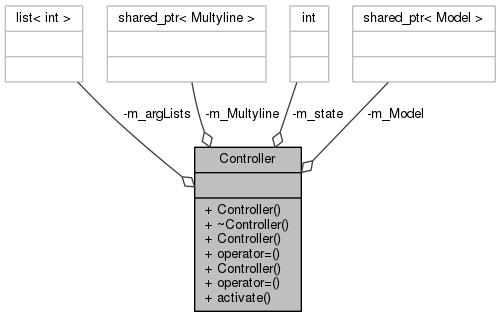 list< int >
shared_ptr< Multyline >
int
shared_ptr< Model >
-m_argLists
-m_Multyline
-m_state
-m_Model
Controller
+ Controller()
+ ~Controller()
+ Controller()
+ operator=()
+ Controller()
+ operator=()
+ activate()